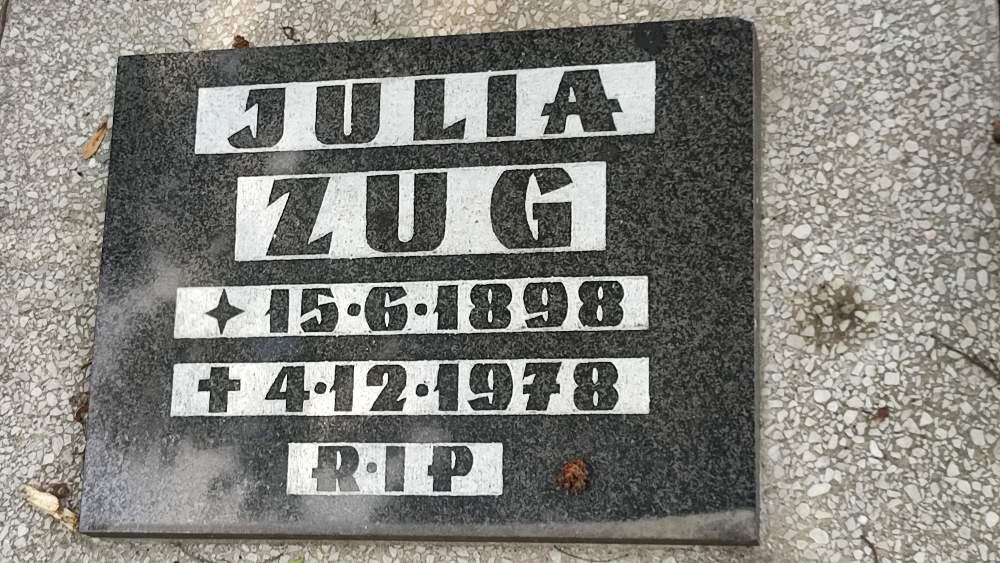 JULIA
ZUG
✦ 15·6·1898
✝ 4·12·1978
R·I P